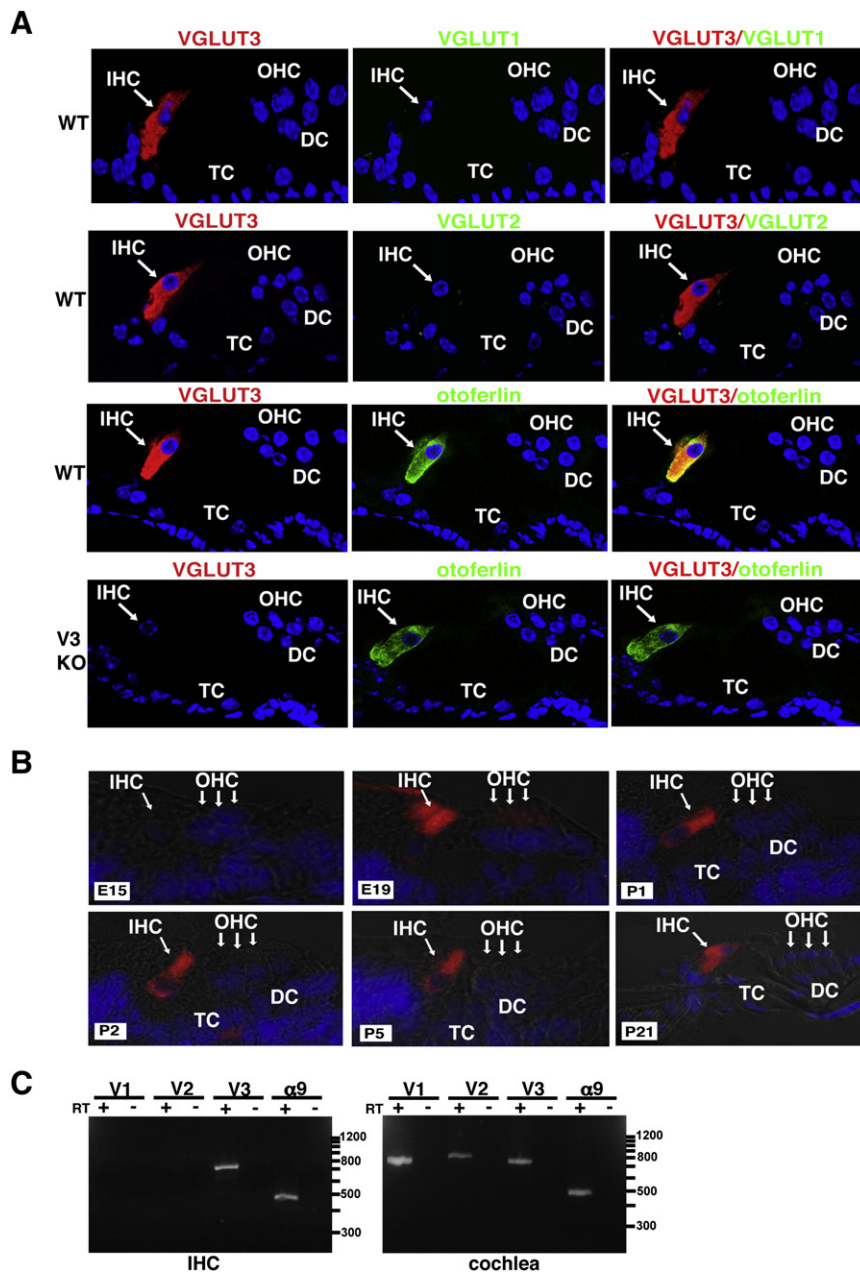 A
VGLUT3 VGLUT1 VGLUT3/VGLUT1
IHC OHC DC TC IHC OHC DC TC IHC OHC DC TC
WT
VGLUT3 VGLUT2 VGLUT3/VGLUT2
IHC OHC DC TC IHC OHC DC TC IHC OHC DC TC
WT
VGLUT3 otoferlin VGLUT3/otoferlin
IHC OHC DC TC IHC OHC DC TC IHC OHC DC TC
WT
VGLUT3 otoferlin VGLUT3/otoferlin
IHC OHC DC TC IHC OHC DC TC IHC OHC DC TC
V3
KO
B
IHC OHC IHC OHC IHC OHC
DC
TC
E15 E19 P1
IHC OHC IHC OHC IHC OHC
DC DC TC DC
TC TC
P2 P5 P21
C
V1 V2 V3 α9 V1 V2 V3 α9
RT + - + - + - + - RT + - + - + - + -
1200 1200
800 800
500 500
300 300
IHC cochlea